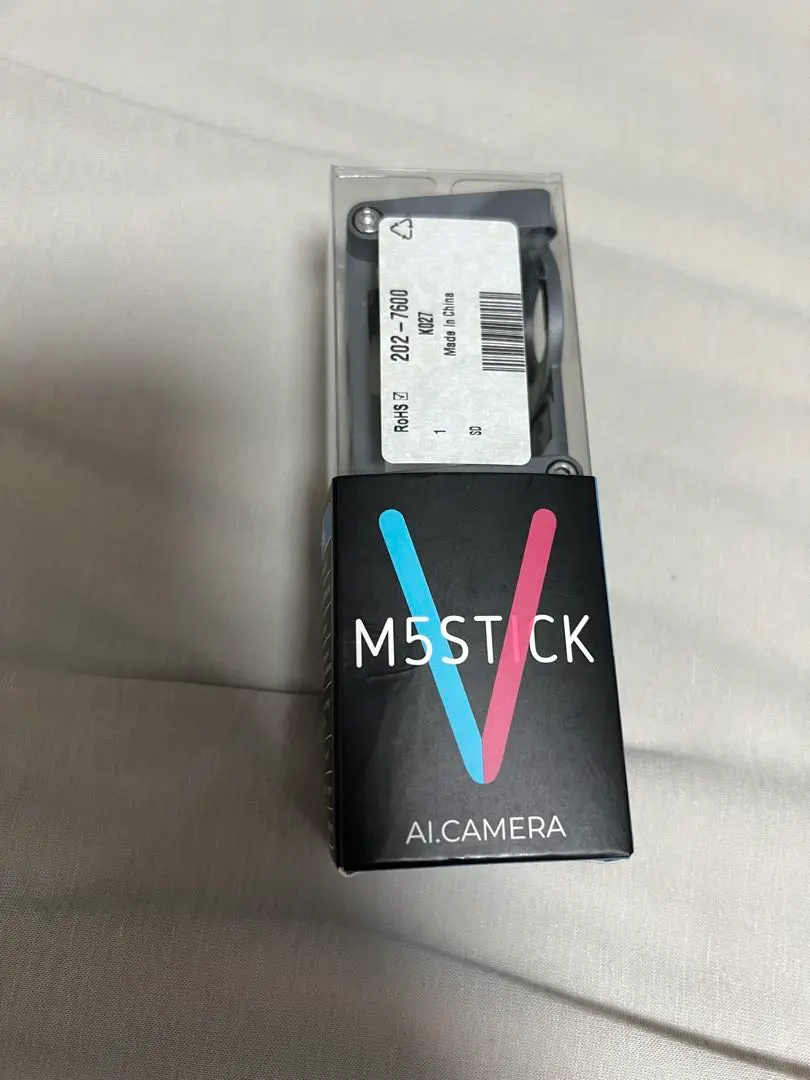 RoHS ☑ 202-7600
1 K027
SD Made in China
M5STICK
V
AI.CAMERA